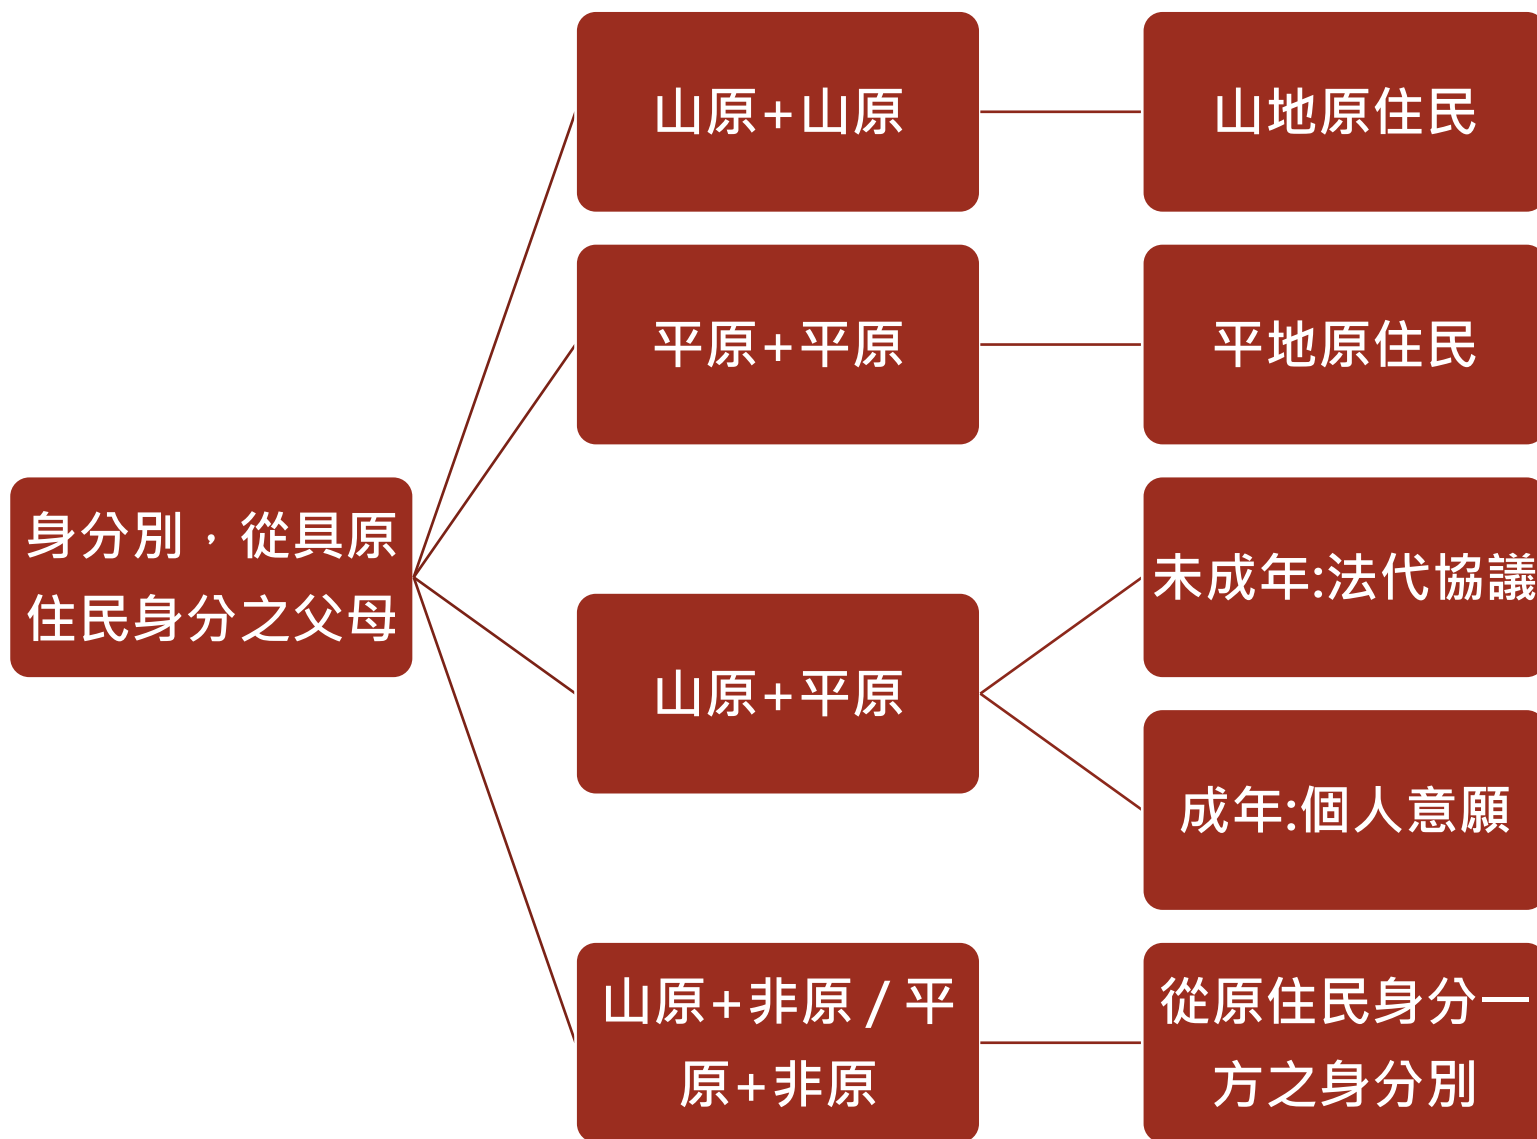 山原+山原
山地原住民
平原+平原
平地原住民
身分別，從具原
住民身分之父母
山原+平原
未成年:法代協議
成年:個人意願
山原+非原 / 平
原+非原
從原住民身分一
方之身分別